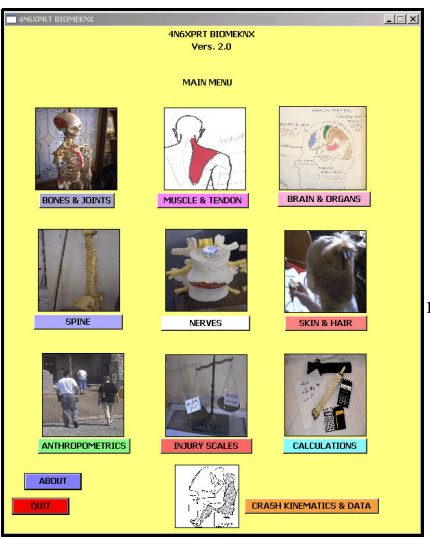 4N6XPRT BIOMEKNX
4N6XPRT BIOMEKNX
Vers. 2.0
MAIN MENU
BONES & JOINTS
MUSCLE & TENDON
BRAIN & ORGANS
SPINE
NERVES
SKIN & HAIR
ANTHROPOMETRICS
INJURY SCALES
CALCULATIONS
ABOUT
QUIT
CRASH KINEMATICS & DATA